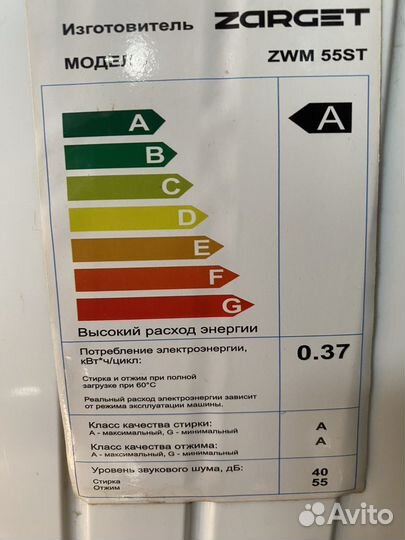 Изготовитель ZARGET
МОДЕЛ ZWM 55ST
A A
B
C
D
E
F
G
Высокий расход энергии
Потребление электроэнергии,
кВт*ч/цикл: 0.37
Стирка и отжим при полной
загрузке при 60°С
Реальный расход электроэнергии зависит
от режима эксплуатации машины.
Класс качества стирки: A
А - максимальный, G - минимальный
Класс качества отжима: A
А - максимальный, G - минимальный
Уровень звукового шума, дБ:
Стирка 40
Отжим 55
Avito